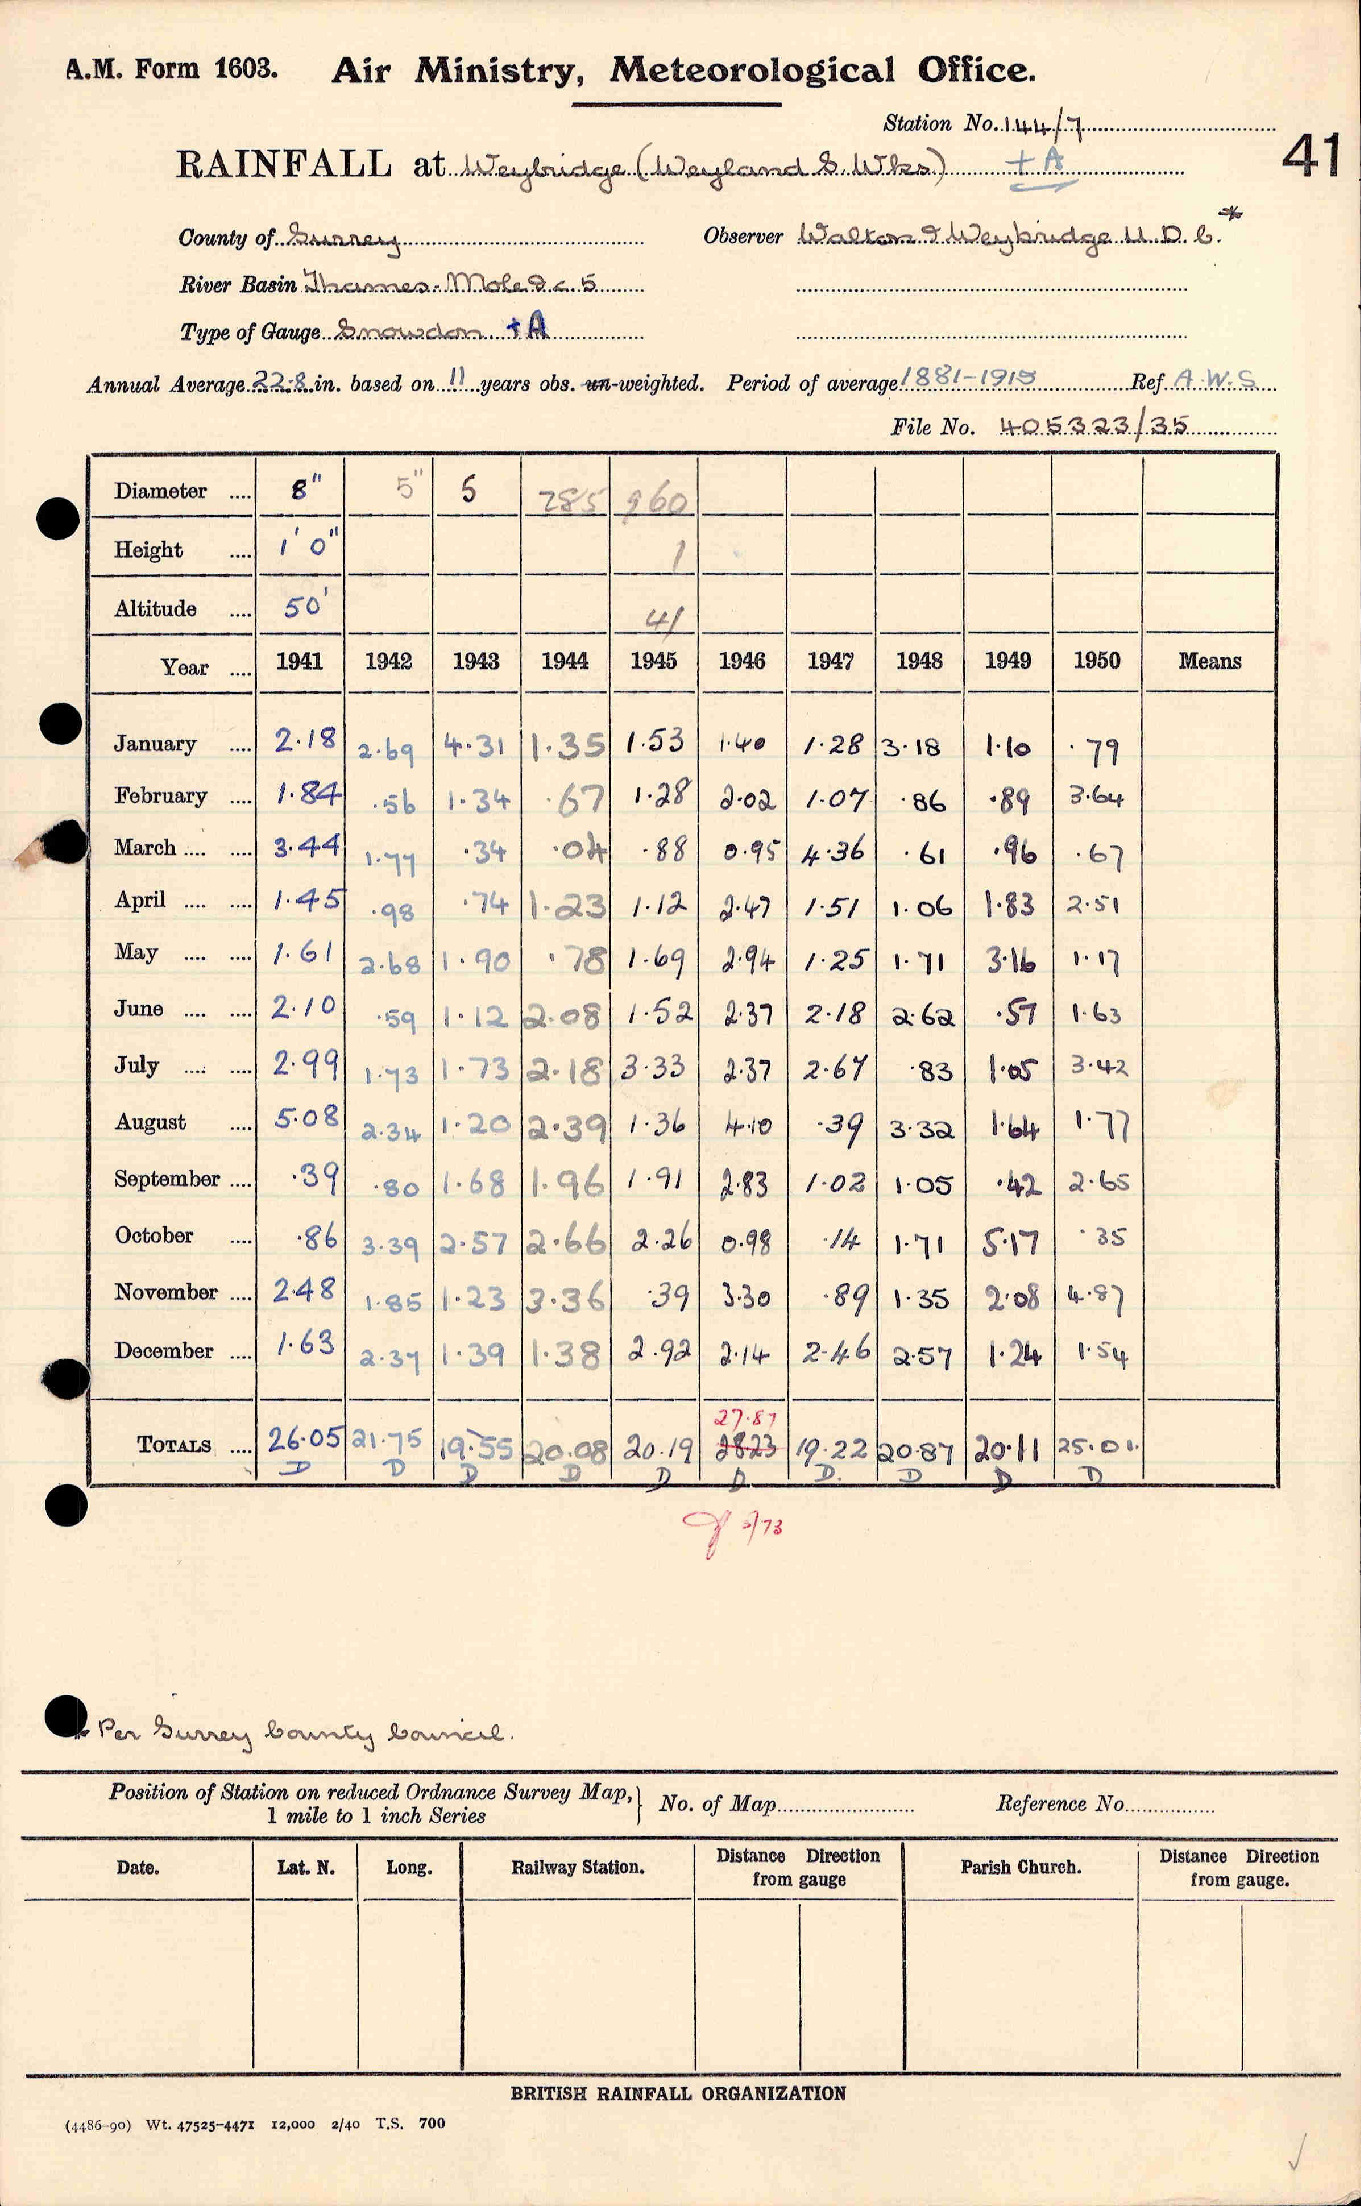 A.M. Form 1603. Air Ministry, Meteorological Office.
Station No. 144/7
41
RAINFALL at Weybridge (Weyland S. Wks) + A
County of Surrey Observer Walton & Weybridge U.D.C.*
River Basin Thames. Mole &c 5
Type of Gauge Snowdon + A
Annual Average 22.8 in. based on 11 years obs. un-weighted. Period of average 1881-1915 Ref. A.W.S
File No. 405323/35
Diameter .... 8" 5" 5 285 960
Height .... 1' 0" 1
Altitude .... 50' 41
Year .... 1941 1942 1943 1944 1945 1946 1947 1948 1949 1950 Means
January .... 2.18 2.69 4.31 1.35 1.53 1.40 1.28 3.18 1.10 .79
February .... 1.84 .56 1.34 .67 1.28 2.02 1.07 .86 .89 3.64
March .... .... 3.44 1.77 .34 .04 .88 0.95 4.36 .61 .96 .67
April .... .... 1.45 .98 .74 1.23 1.12 2.47 1.51 1.06 1.83 2.51
May .... .... 1.61 2.68 1.90 .78 1.69 2.94 1.25 1.71 3.16 1.17
June .... .... 2.10 .59 1.12 2.08 1.52 2.37 2.18 2.62 .57 1.63
July .... .... 2.99 1.73 1.73 2.18 3.33 2.37 2.67 .83 1.05 3.42
August .... 5.08 2.34 1.20 2.39 1.36 4.10 .39 3.32 1.64 1.77
September .... .39 .80 1.68 1.96 1.91 2.83 1.02 1.05 .42 2.65
October .... .86 3.39 2.57 2.66 2.26 0.98 .14 1.71 5.17 .35
November .... 2.48 1.85 1.23 3.36 .39 3.30 .89 1.35 2.08 4.87
December .... 1.63 2.37 1.39 1.38 2.92 2.14 2.46 2.57 1.24 1.54
27.87
TOTALS .... 26.05 21.75 19.55 20.08 20.19 28.23 19.22 20.87 20.11 25.01
D D D D D D D D D D
3/73
* Per Surrey County Council.
Position of Station on reduced Ordnance Survey Map, 1 mile to 1 inch Series } No. of Map Reference No.
Date. Lat. N. Long. Railway Station. Distance Direction from gauge Parish Church. Distance Direction from gauge.
BRITISH RAINFALL ORGANIZATION
(4486-90) Wt. 47525-4471 12,000 2/40 T.S. 700